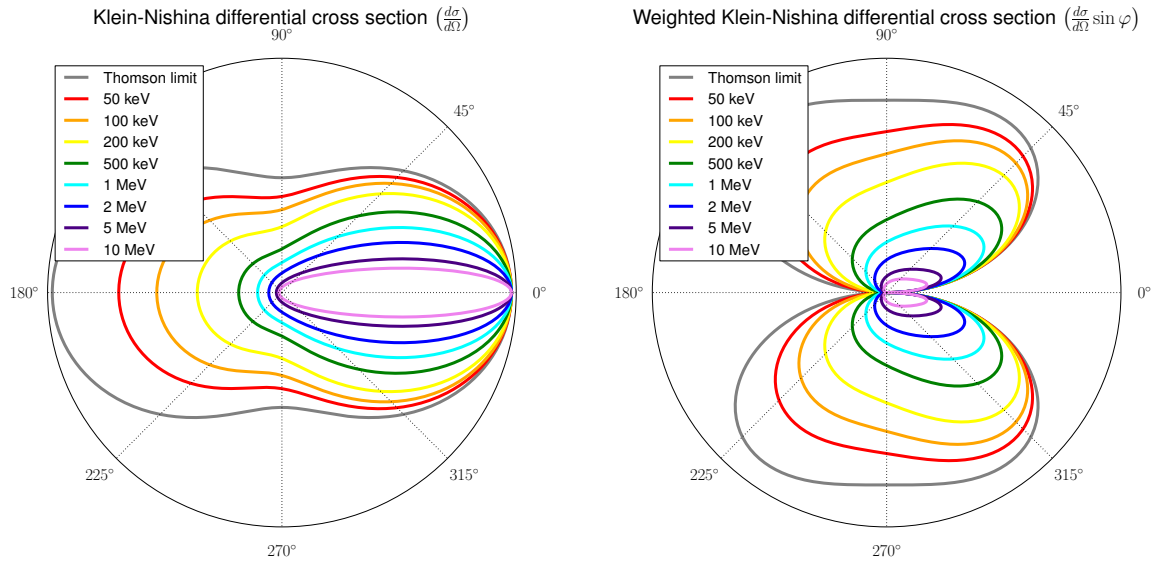 Klein-Nishina differential cross section (dσ/dΩ)
90°
Thomson limit
50 keV
100 keV
200 keV
500 keV
1 MeV
2 MeV
5 MeV
10 MeV
45°
180°
0°
225°
315°
270°
Weighted Klein-Nishina differential cross section (dσ/dΩ sin φ)
90°
Thomson limit
50 keV
100 keV
200 keV
500 keV
1 MeV
2 MeV
5 MeV
10 MeV
45°
180°
0°
225°
315°
270°